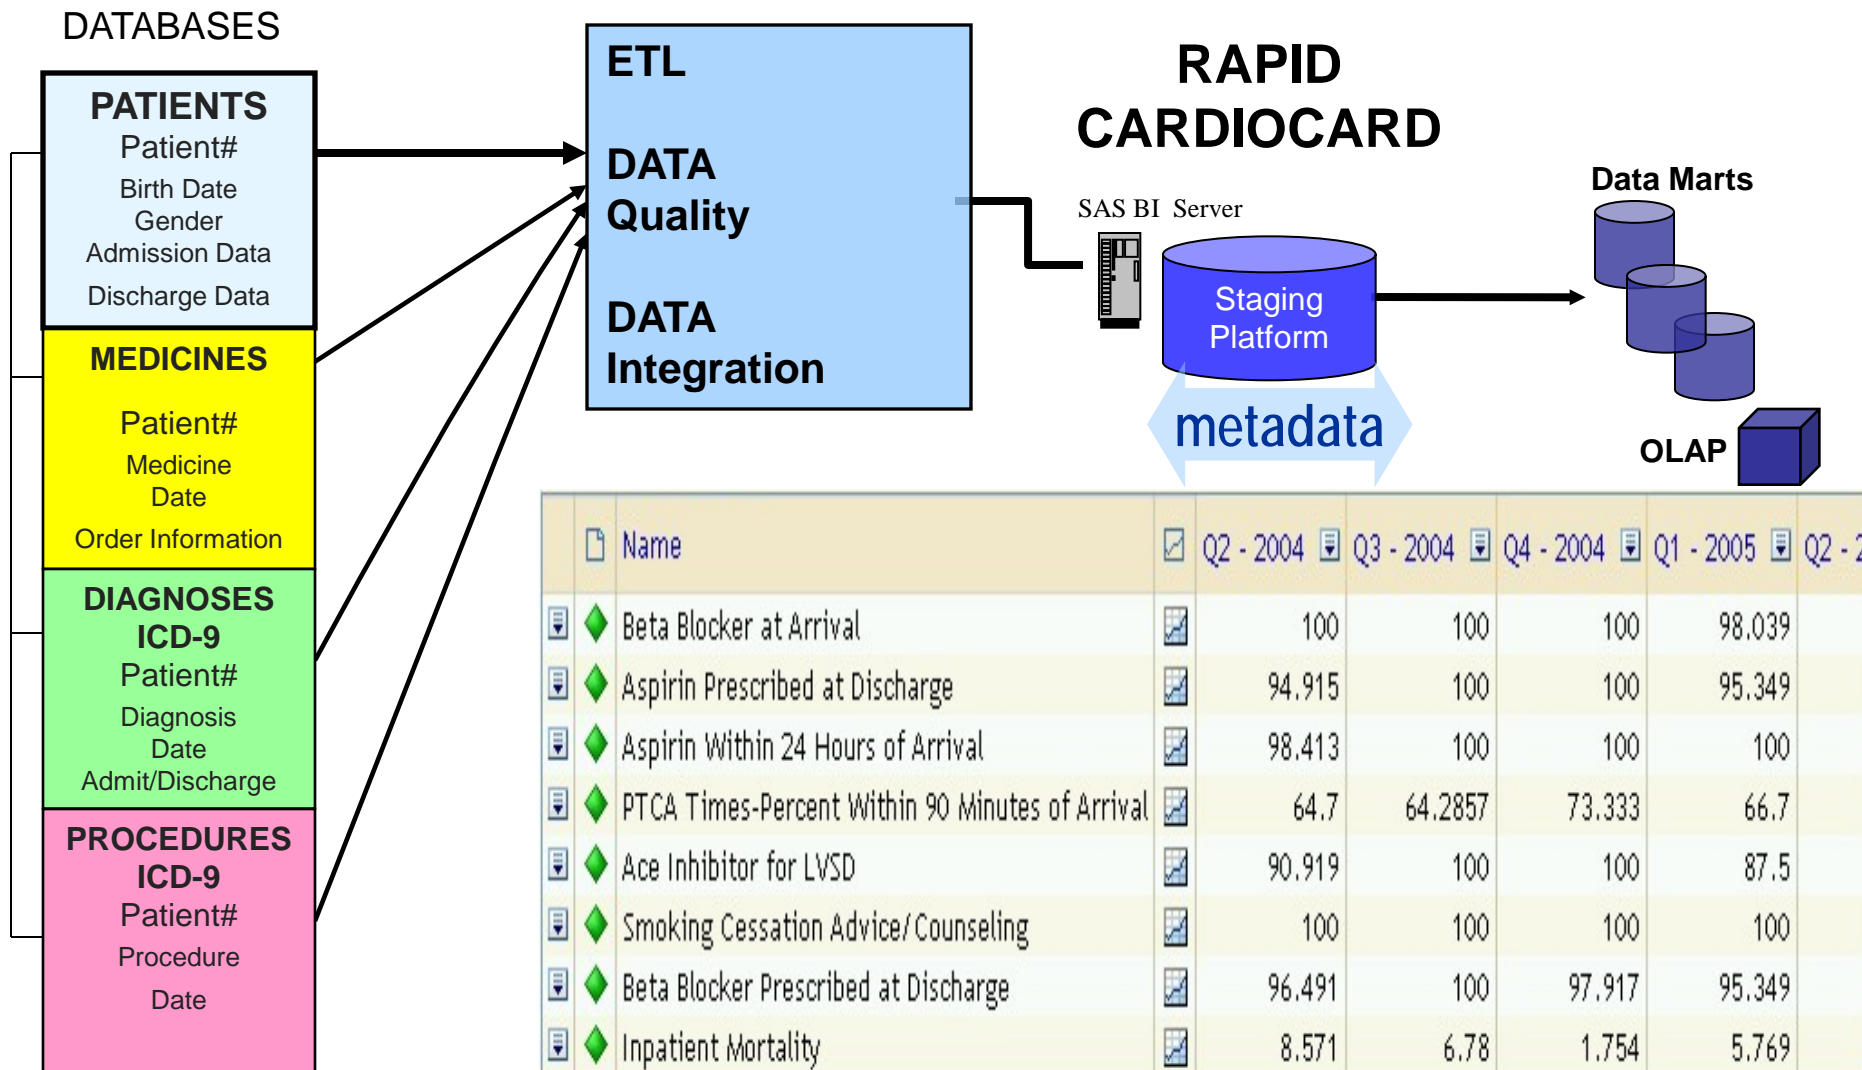 DATABASES
PATIENTS
Patient#
Birth Date
Gender
Admission Data
Discharge Data
MEDICINES
Patient#
Medicine
Date
Order Information
DIAGNOSES
ICD-9
Patient#
Diagnosis
Date
Admit/Discharge
PROCEDURES
ICD-9
Patient#
Procedure
Date
ETL
DATA
Quality
DATA
Integration
RAPID
CARDIOCARD
SAS BI Server
Staging
Platform
metadata
Data Marts
OLAP
Name Q2 - 2004 Q3 - 2004 Q4 - 2004 Q1 - 2005 Q2 - 2
Beta Blocker at Arrival 100 100 100 98.039
Aspirin Prescribed at Discharge 94.915 100 100 95.349
Aspirin Within 24 Hours of Arrival 98.413 100 100 100
PTCA Times-Percent Within 90 Minutes of Arrival 64.7 64.2857 73.333 66.7
Ace Inhibitor for LVSD 90.919 100 100 87.5
Smoking Cessation Advice/Counseling 100 100 100 100
Beta Blocker Prescribed at Discharge 96.491 100 97.917 95.349
Inpatient Mortality 8.571 6.78 1.754 5.769